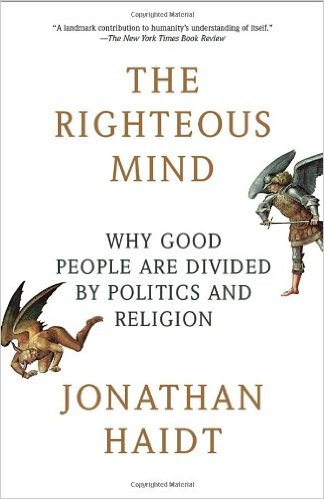 "A landmark contribution to humanity's understanding of itself."
—The New York Times Book Review
THE
RIGHTEOUS
MIND
WHY GOOD
PEOPLE ARE DIVIDED
BY POLITICS AND
RELIGION
JONATHAN
HAIDT
Copyrighted Material
Copyrighted Material